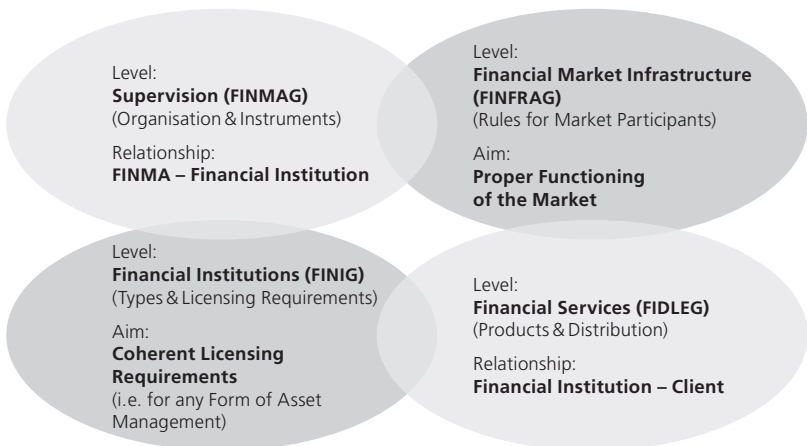 Level:
Supervision (FINMAG)
(Organisation & Instruments)
Relationship:
FINMA – Financial Institution
Level:
Financial Market Infrastructure
(FINFRAG)
(Rules for Market Participants)
Aim:
Proper Functioning
of the Market
Level:
Financial Institutions (FINIG)
(Types & Licensing Requirements)
Aim:
Coherent Licensing
Requirements
(i.e. for any Form of Asset
Management)
Level:
Financial Services (FIDLEG)
(Products & Distribution)
Relationship:
Financial Institution – Client